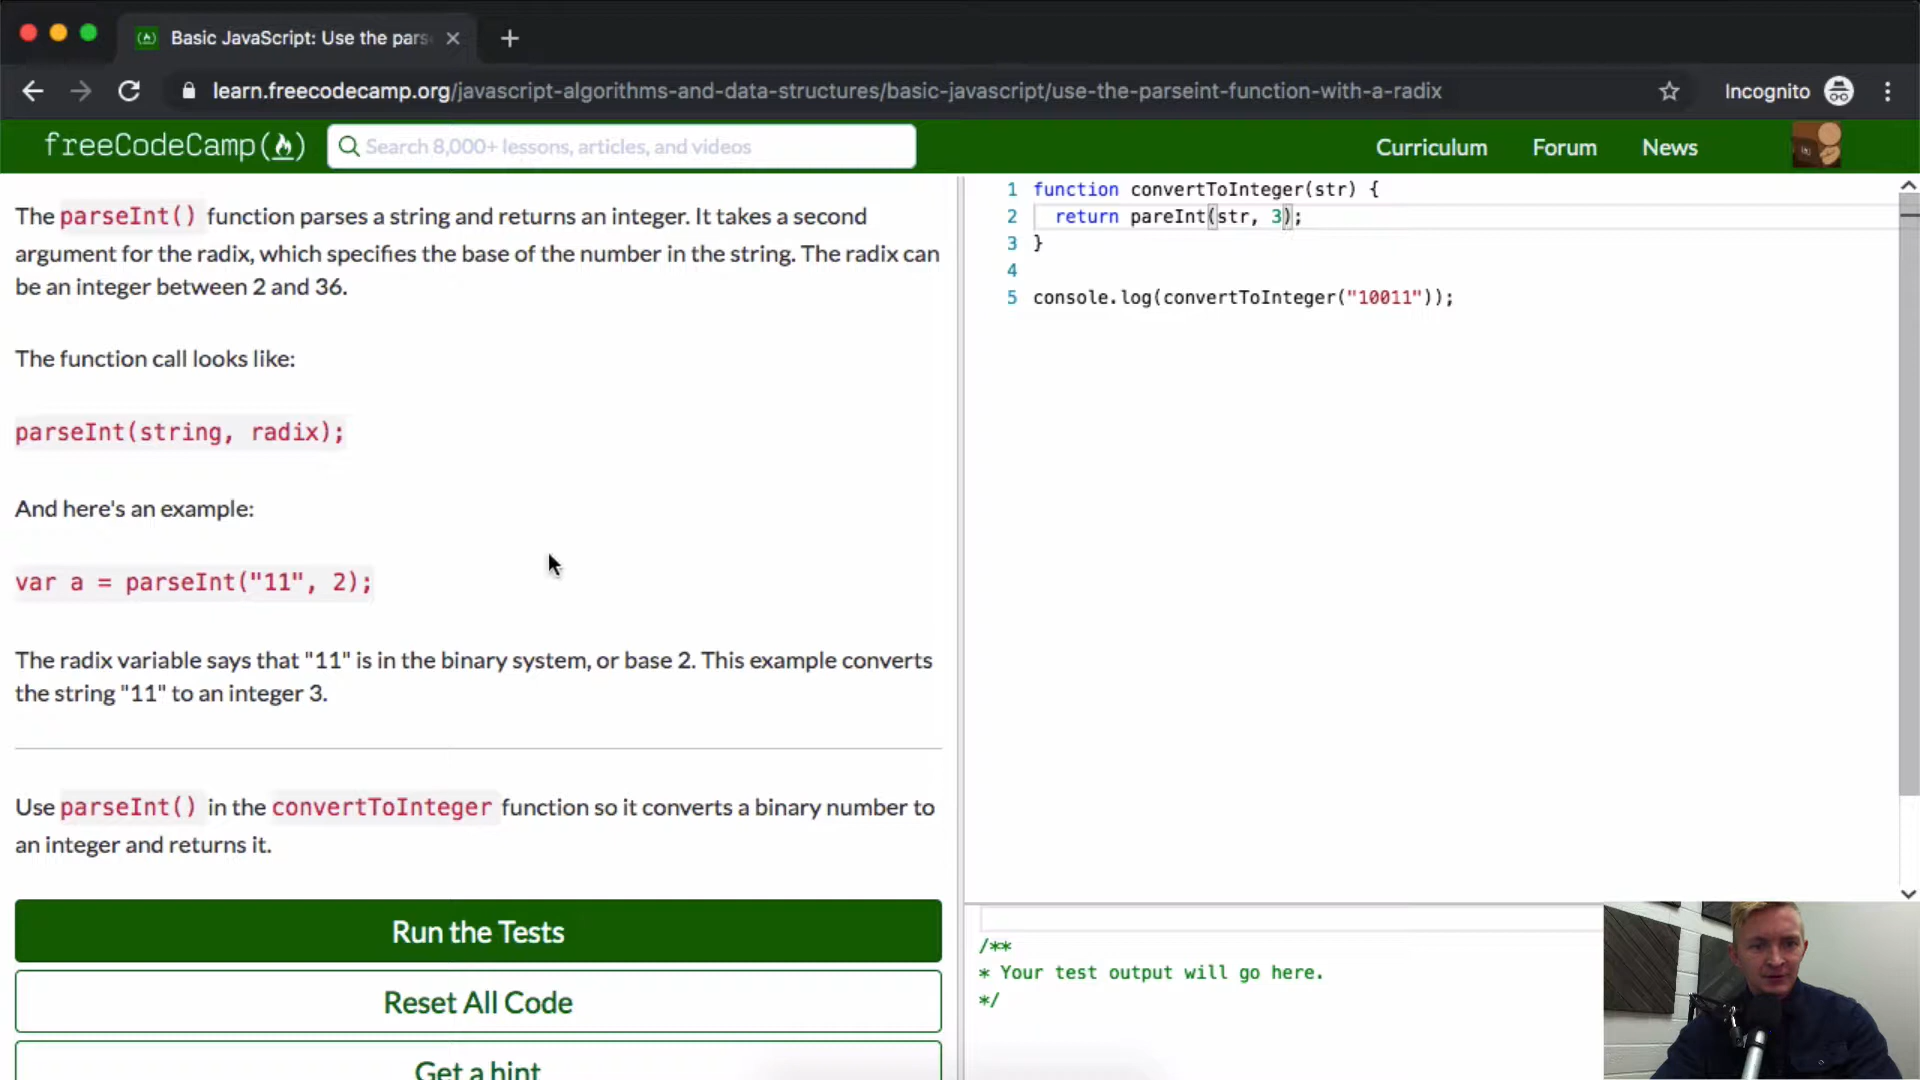 Basic JavaScript: Use the pars
learn.freecodecamp.org/javascript-algorithms-and-data-structures/basic-javascript/use-the-parseint-function-with-a-radix
Incognito
freeCodeCamp
Search 8,000+ lessons, articles, and videos
Curriculum
Forum
News
The parseInt() function parses a string and returns an integer. It takes a second
argument for the radix, which specifies the base of the number in the string. The radix can
be an integer between 2 and 36.
The function call looks like:
parseInt(string, radix);
And here's an example:
var a = parseInt("11", 2);
The radix variable says that "11" is in the binary system, or base 2. This example converts
the string "11" to an integer 3.
Use parseInt() in the convertToInteger function so it converts a binary number to
an integer and returns it.
Run the Tests
Reset All Code
Get a hint
1 function convertToInteger(str) {
2 return pareInt(str, 3);
3 }
4
5 console.log(convertToInteger("10011"));
/**
* Your test output will go here.
*/